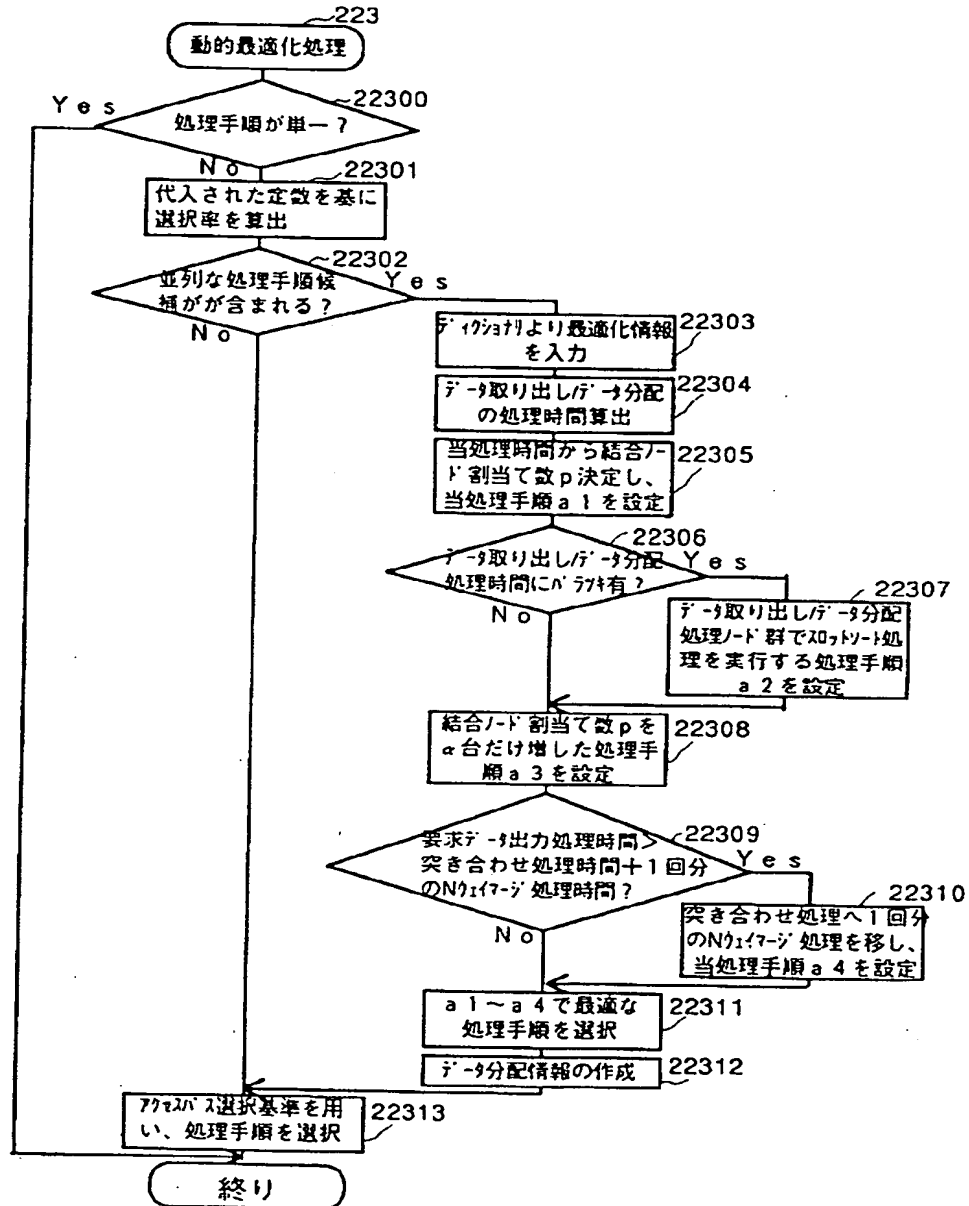 223
動的最適化処理
22300
Yes
処理手順が単一？
No
22301
代入された定数を基に
選択率を算出
22302
並列な処理手順候
補がが含まれる？
Yes
No
ﾃﾞｨｸｼｮﾅﾘより最適化情報
を入力
22303
ﾃﾞｰﾀ取り出し/ﾃﾞｰﾀ分配
の処理時間算出
22304
当処理時間から結合ﾉｰ
ﾄﾞ割当て数p決定し、
当処理手順a1を設定
22305
22306
ﾃﾞｰﾀ取り出し/ﾃﾞｰﾀ分配
処理時間にﾊﾞﾗﾂｷ有？
Yes
No
22307
ﾃﾞｰﾀ取り出し/ﾃﾞｰﾀ分配
処理ﾉｰﾄﾞ群でｽﾛｯﾄｿｰﾄ処
理を実行する処理手順
a2を設定
結合ﾉｰﾄﾞ割当て数pを
α台だけ増した処理手
順a3を設定
22308
22309
要求ﾃﾞｰﾀ出力処理時間>
突き合わせ処理時間＋1回分
のNｳｪｲﾏｰｼﾞ処理時間？
Yes
No
22310
突き合わせ処理へ1回分
のNｳｪｲﾏｰｼﾞ処理を移し、
当処理手順a4を設定
a1～a4で最適な
処理手順を選択
22311
ﾃﾞｰﾀ分配情報の作成
22312
ｱｸｾｽﾊﾟｽ選択基準を用
い、処理手順を選択
22313
終り